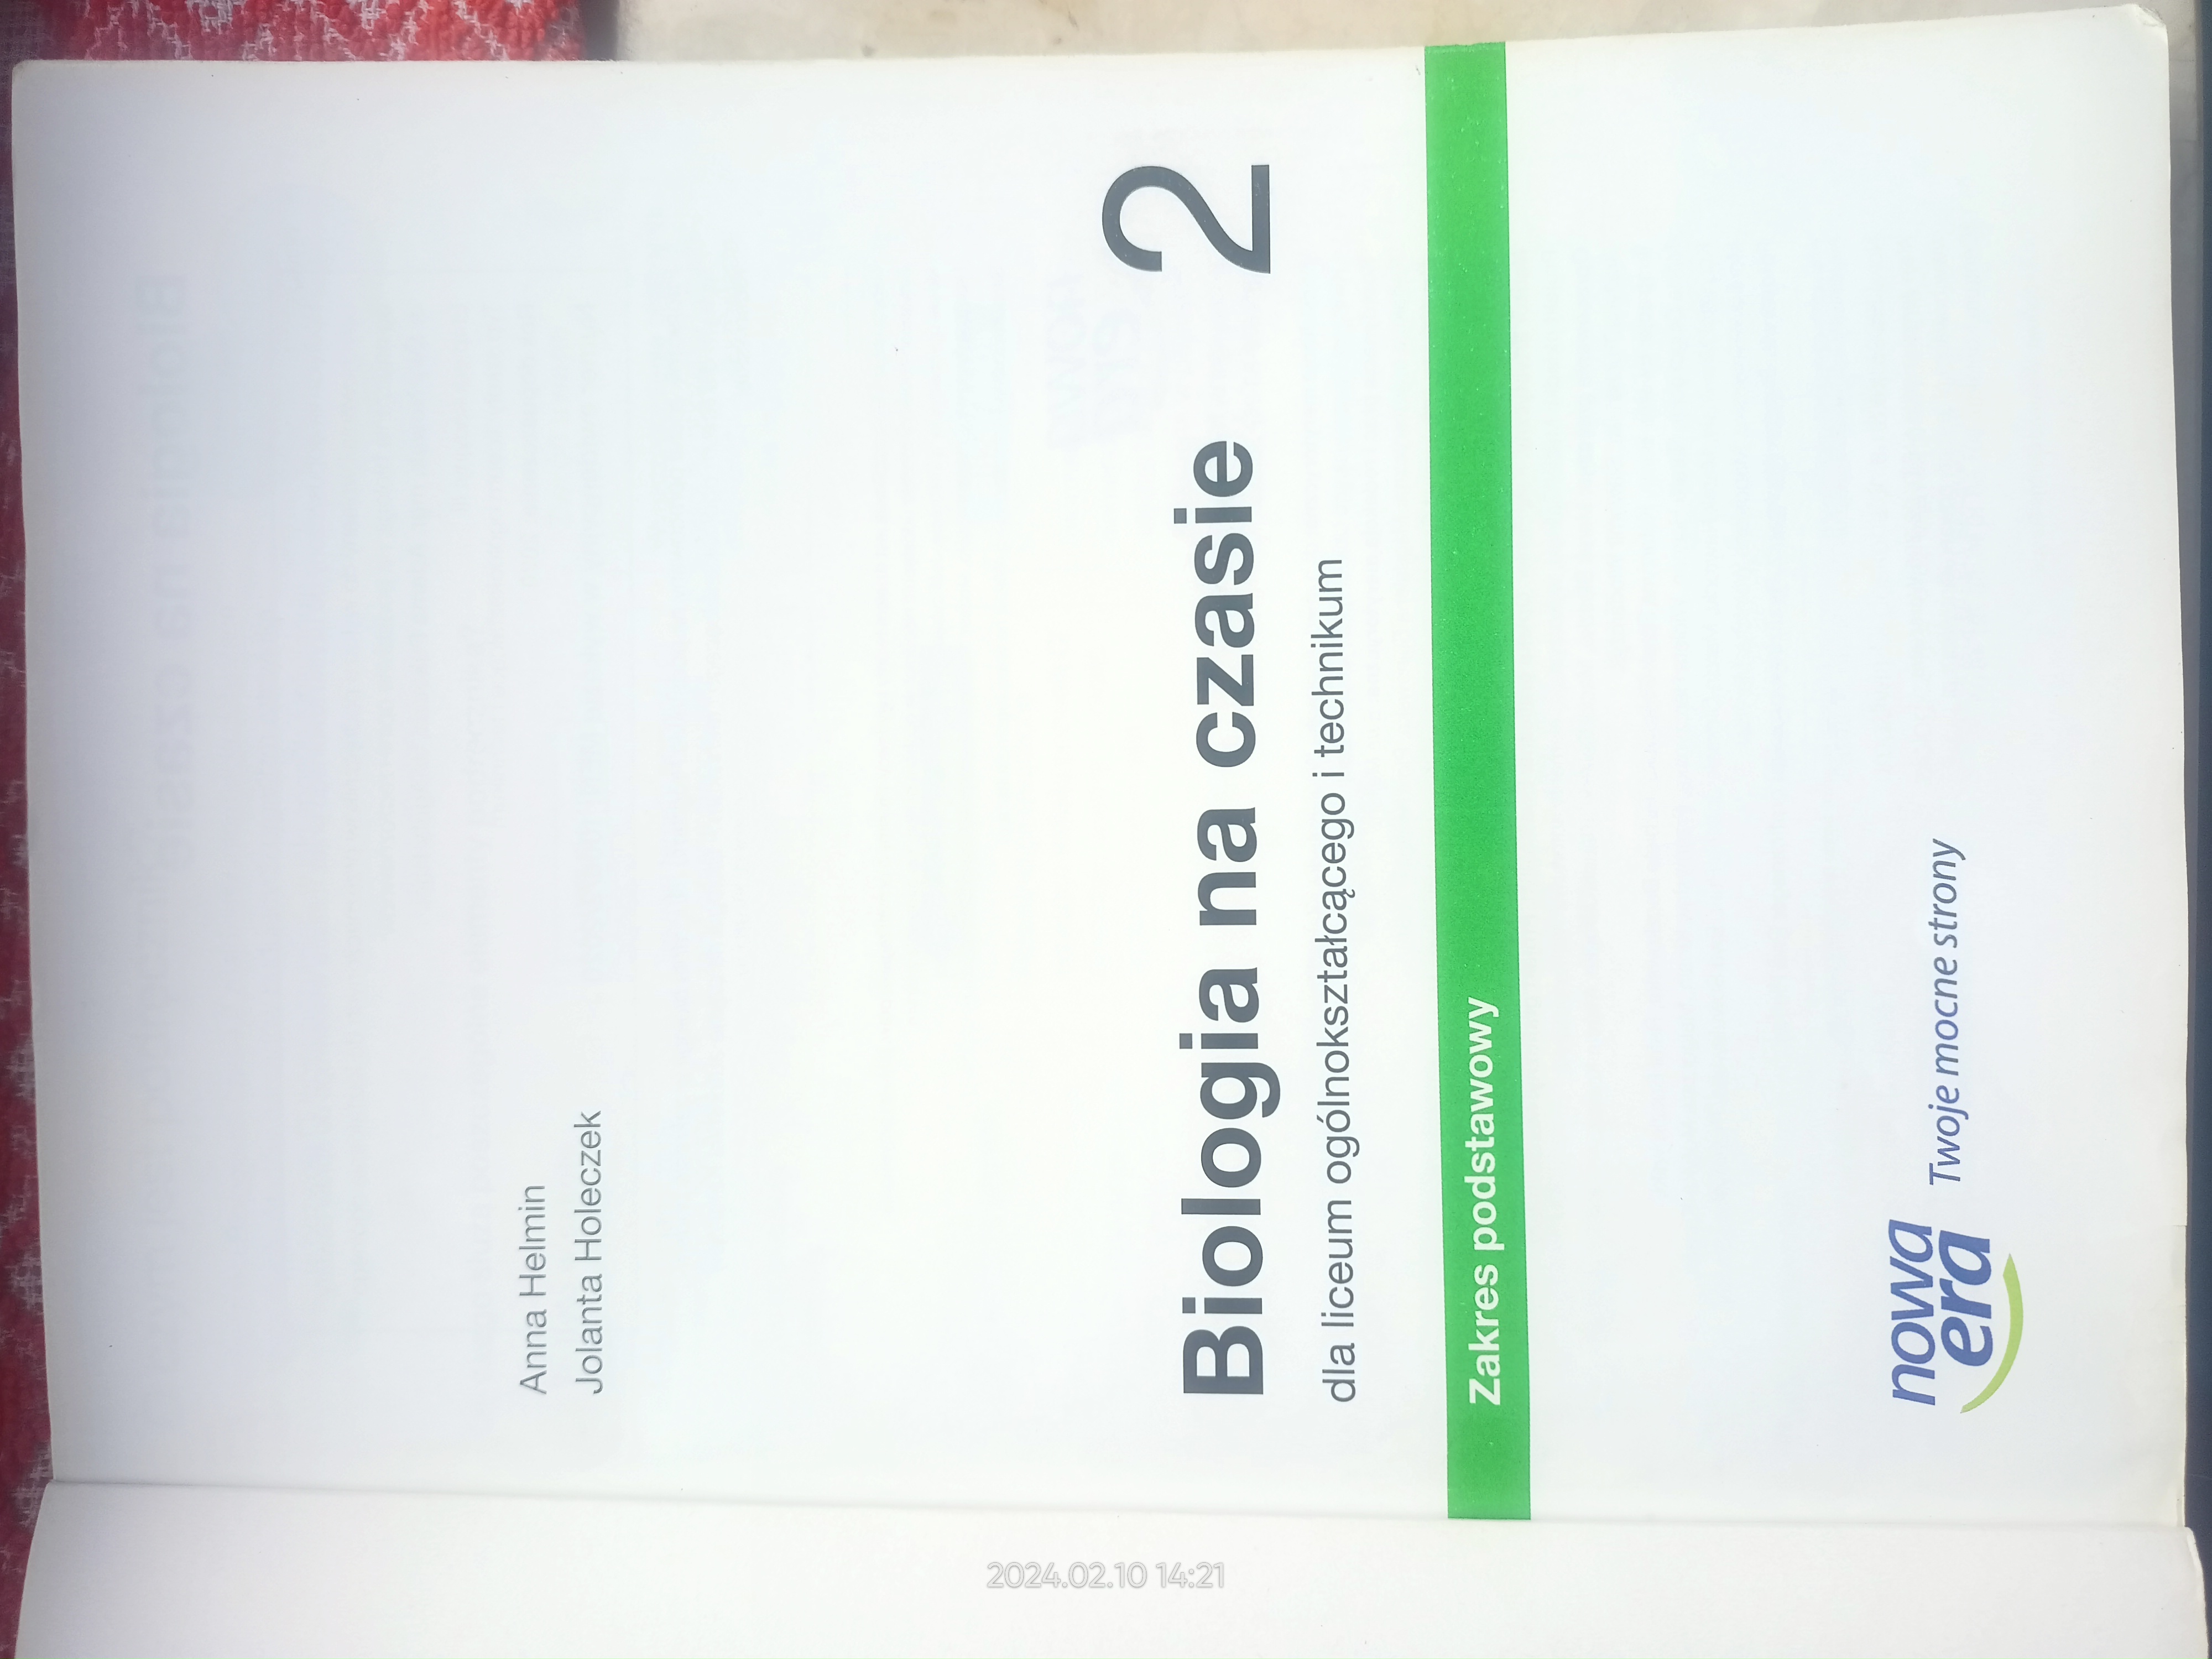 Anna Helmin
Jolanta Holeczek
Biologia na czasie 2
dla liceum ogólnokształcącego i technikum
Zakres podstawowy
nowa
era
Twoje mocne strony
2024.02.10 14:21